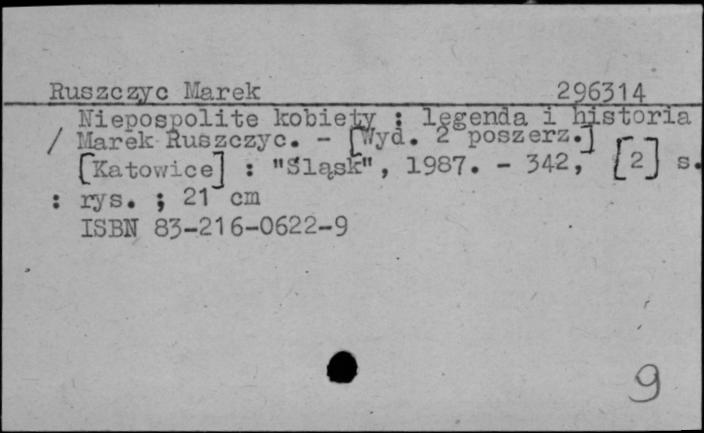 Ruszczyc Marek 296314
Niepospolite kobiety : legenda i historia
/ Marek Ruszczyc. - [Wyd. 2 poszerz.]
[Katowice] : "Śląsk", 1987. - 342, [2] s.
: rys. ; 21 cm
ISBN 83-216-0622-9
9